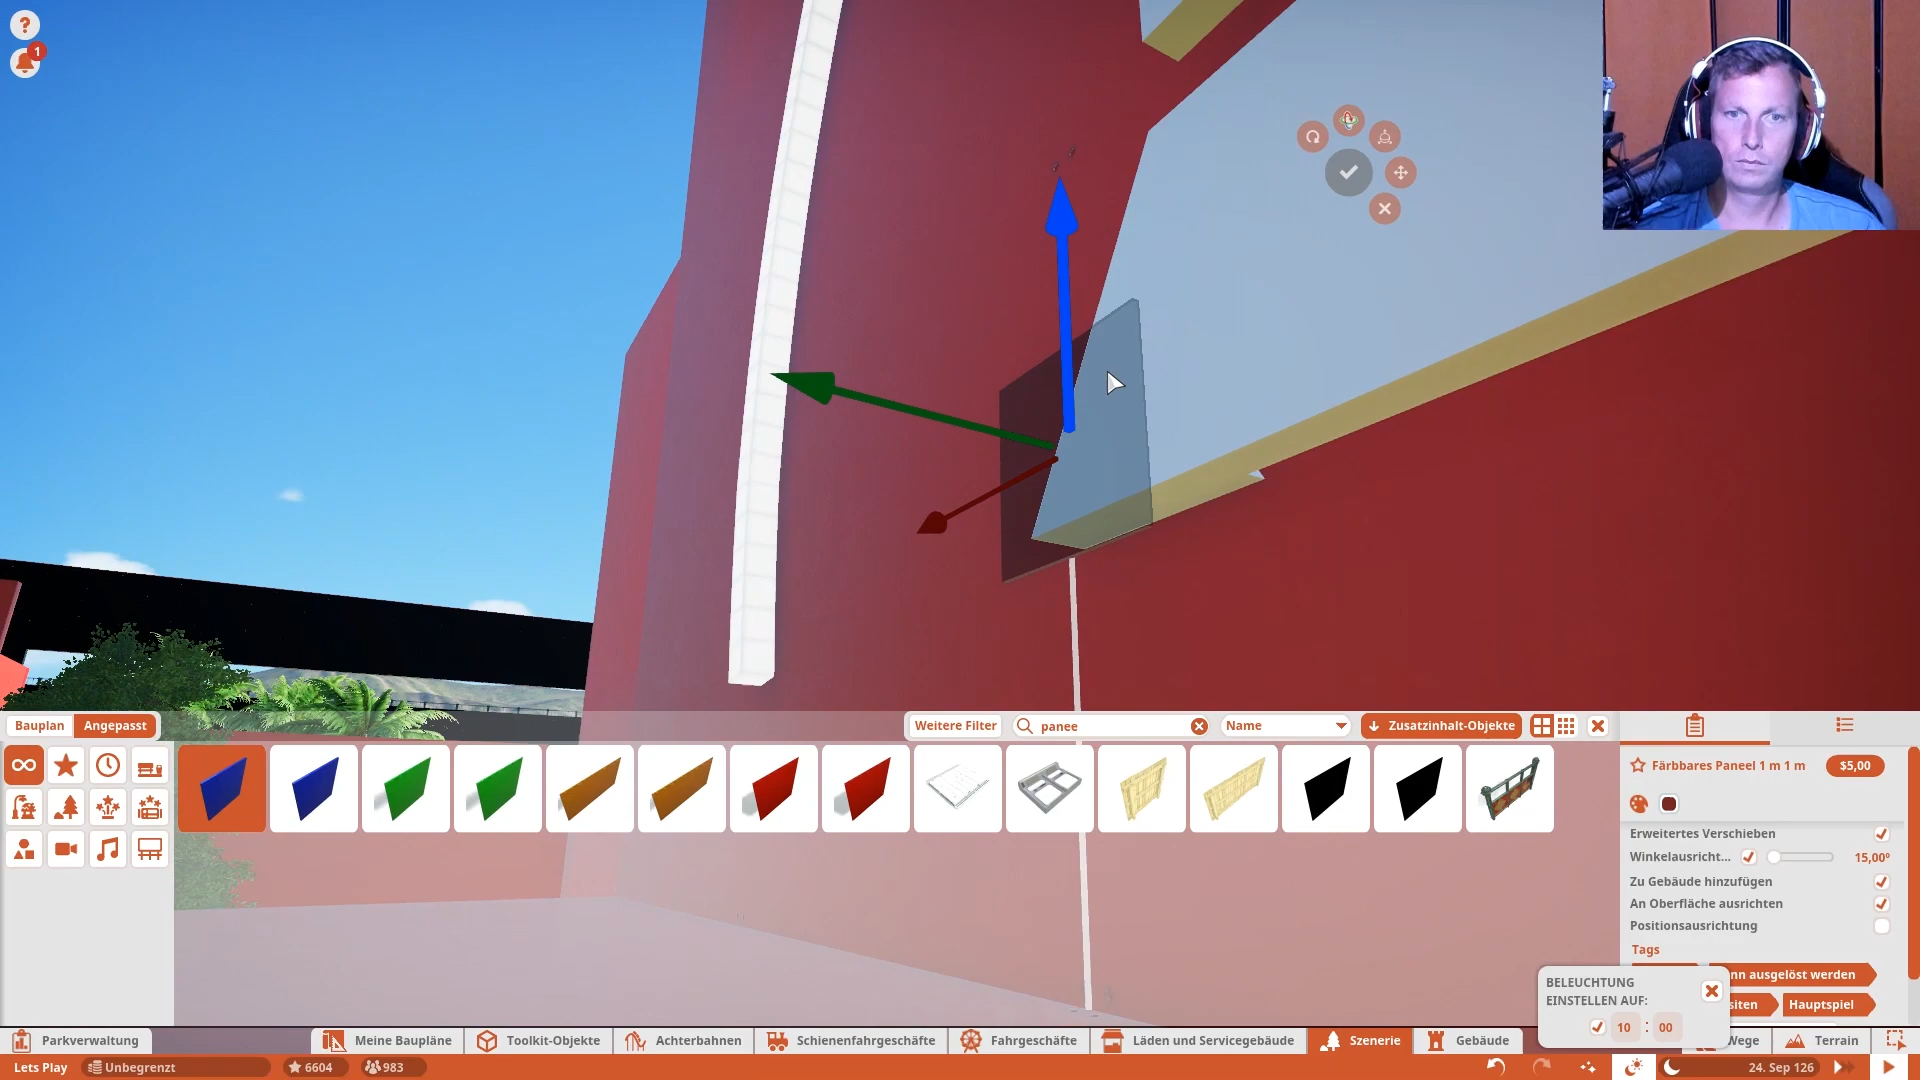 ?
1
Bauplan
Angepasst
Weitere Filter
panee
Name
Zusatzinhalt-Objekte
Färbbares Paneel 1 m 1 m
$5,00
Erweitertes Verschieben
Winkelausricht...
15,00°
Zu Gebäude hinzufügen
An Oberfläche ausrichten
Positionsausrichtung
Tags
nn ausgelöst werden
BELEUCHTUNG
EINSTELLEN AUF:
siten
Hauptspiel
10 : 00
Parkverwaltung
Meine Baupläne
Toolkit-Objekte
Achterbahnen
Schienenfahrgeschäfte
Fahrgeschäfte
Läden und Servicegebäude
Szenerie
Gebäude
Wege
Terrain
Lets Play
Unbegrenzt
6604
983
24. Sep 126